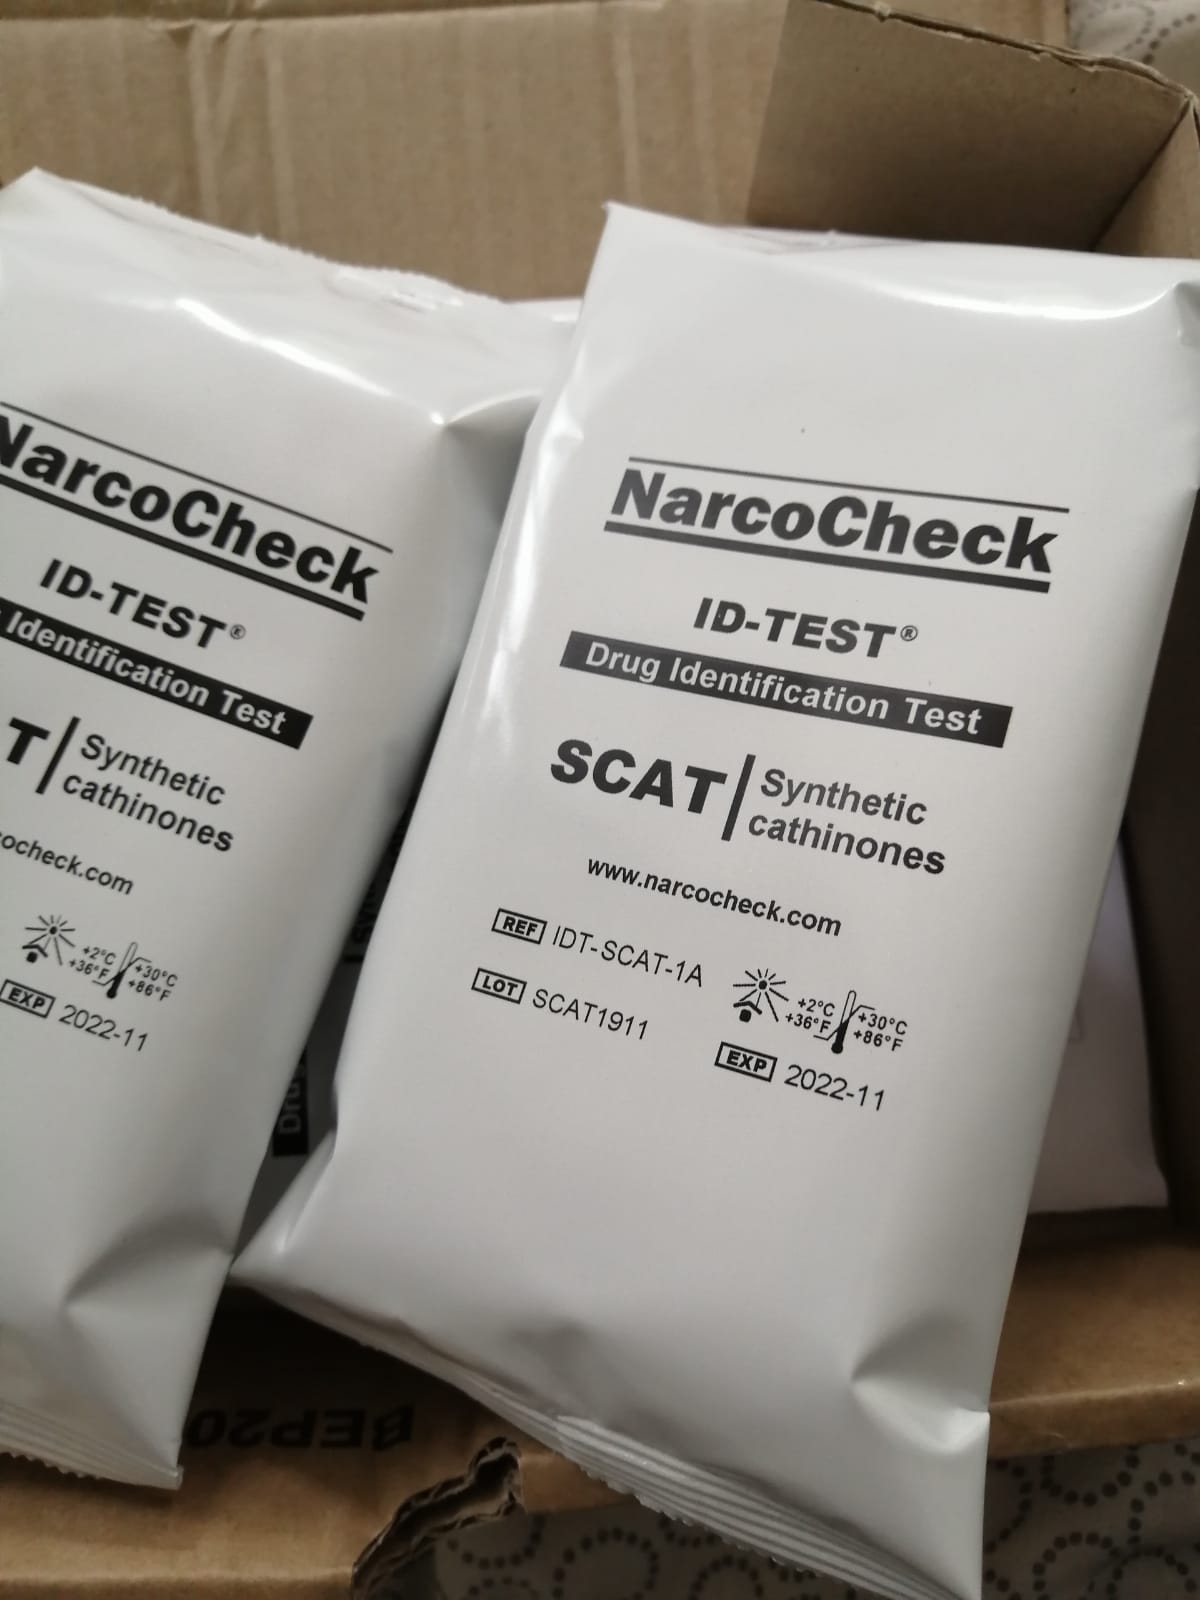 NarcoCheck
ID-TEST®
Identification Test
T | Synthetic
cathinones
ocheck.com
+2°C
+36°F
+30°C
+86°F
EXP 2022-11
NarcoCheck
ID-TEST®
Drug Identification Test
SCAT | Synthetic
cathinones
www.narcocheck.com
REF IDT-SCAT-1A
LOT SCAT1911
+2°C
+36°F
+30°C
+86°F
EXP 2022-11
Dru
BEP20